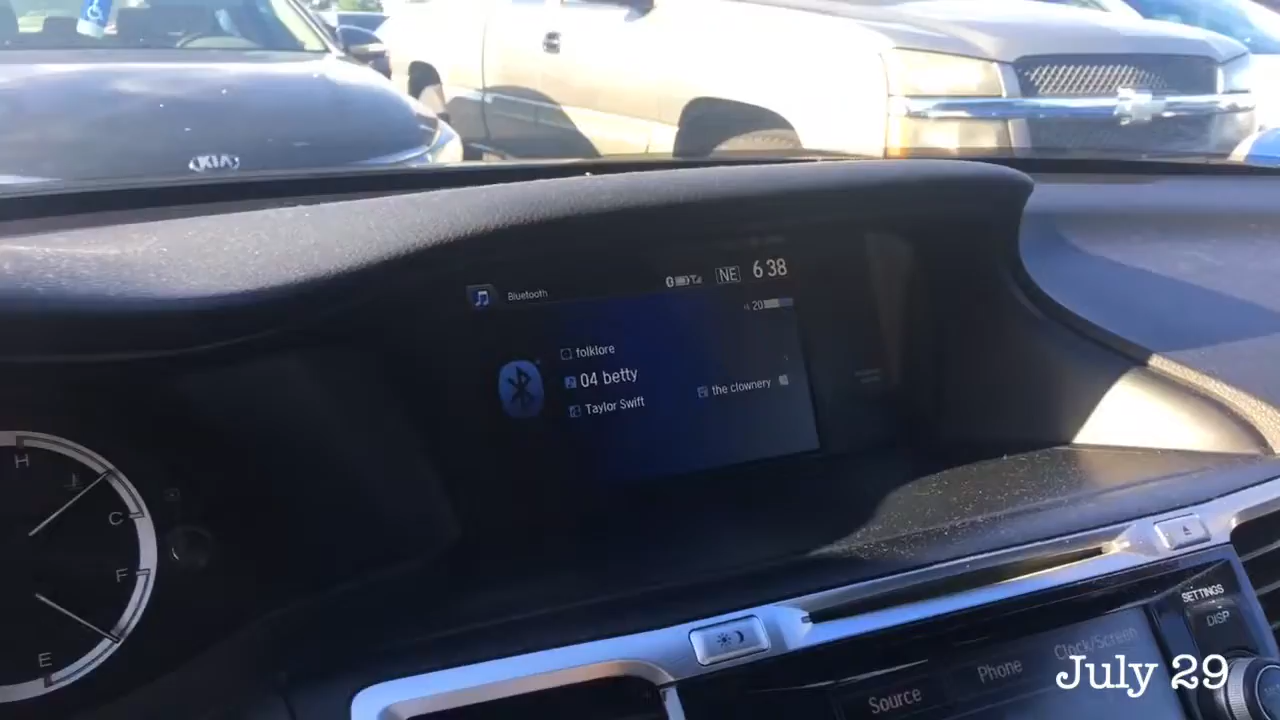 KIA
NE 6 38
Bluetooth
20
folklore
04 betty
the clownery
Taylor Swift
H
C
F
E
SETTINGS
DISP
Clock/Screen
Phone
Source
July 29